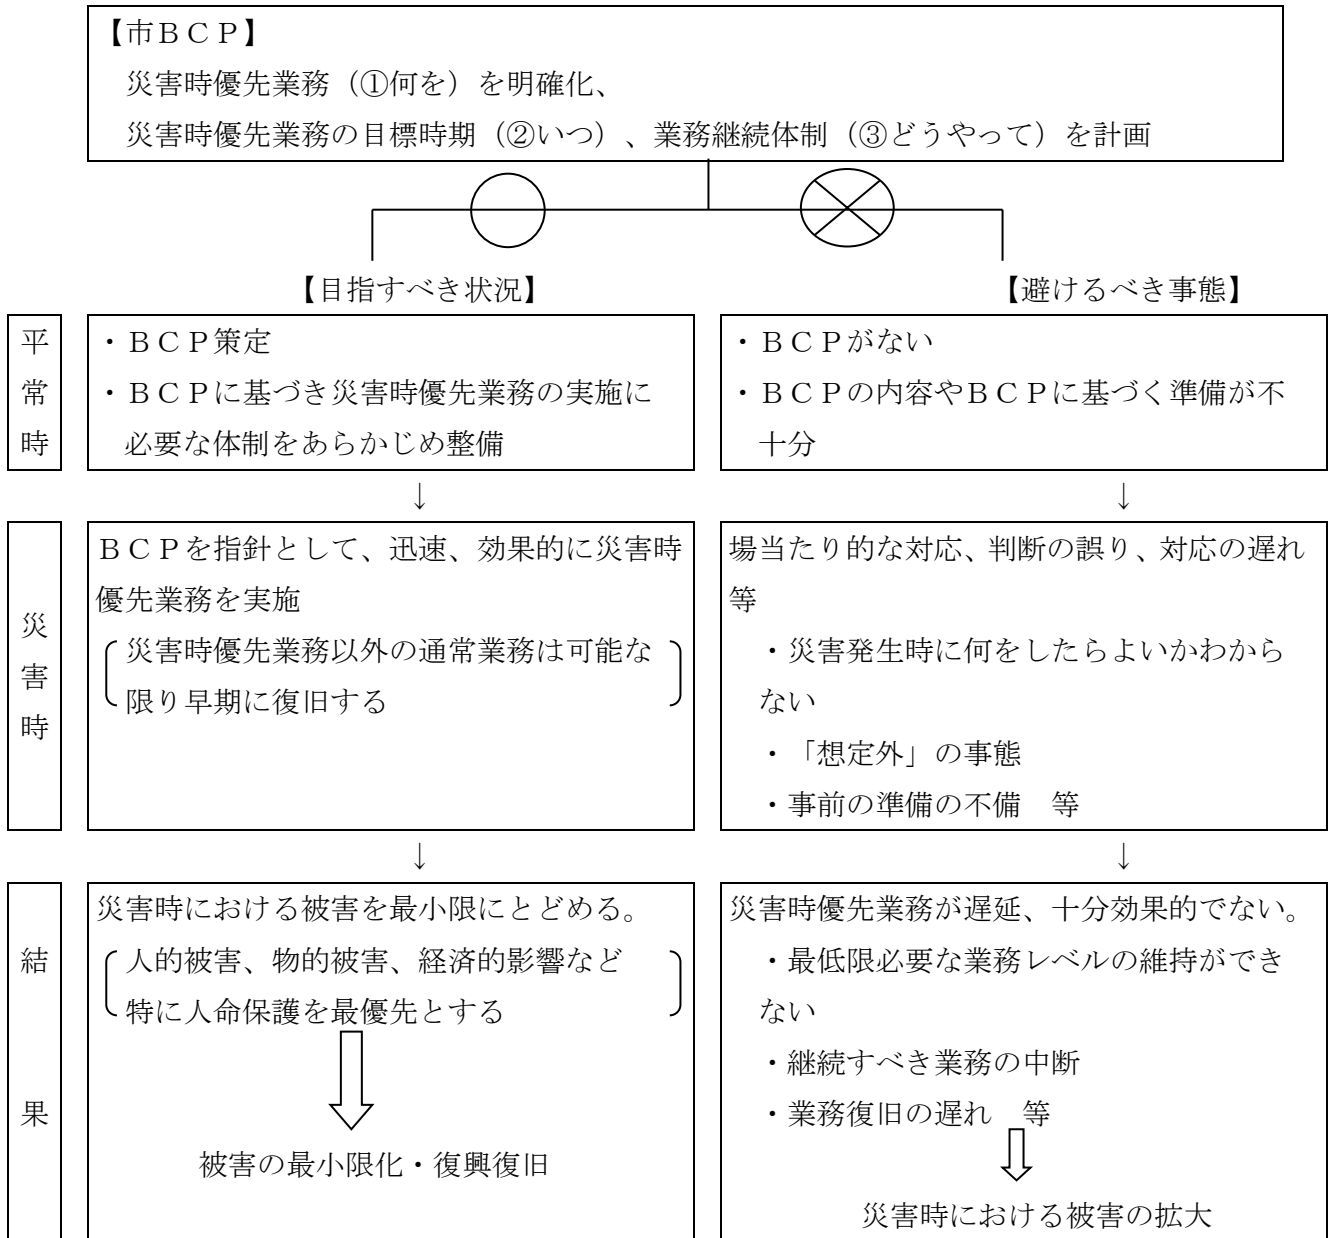 【市ＢＣＰ】
災害時優先業務（①何を）を明確化、
災害時優先業務の目標時期（②いつ）、業務継続体制（③どうやって）を計画
【目指すべき状況】
【避けるべき事態】
平常時
・ＢＣＰ策定
・ＢＣＰに基づき災害時優先業務の実施に
必要な体制をあらかじめ整備
・ＢＣＰがない
・ＢＣＰの内容やＢＣＰに基づく準備が不
十分
↓
↓
災害時
ＢＣＰを指針として、迅速、効果的に災害時
優先業務を実施
災害時優先業務以外の通常業務は可能な
限り早期に復旧する
場当たり的な対応、判断の誤り、対応の遅れ
等
・災害発生時に何をしたらよいかわから
ない
・「想定外」の事態
・事前の準備の不備　等
↓
↓
結果
災害時における被害を最小限にとどめる。
人的被害、物的被害、経済的影響など
特に人命保護を最優先とする
被害の最小限化・復興復旧
災害時優先業務が遅延、十分効果的でない。
・最低限必要な業務レベルの維持ができ
ない
・継続すべき業務の中断
・業務復旧の遅れ　等
災害時における被害の拡大